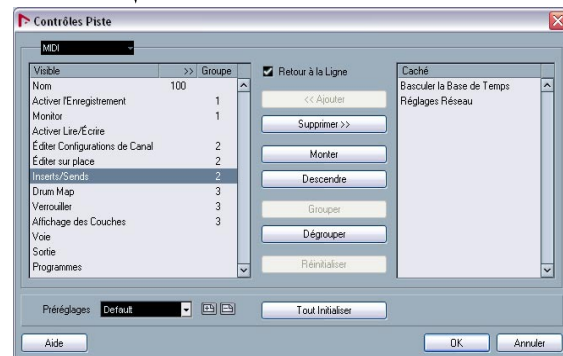 Contrôles Piste
MIDI
Visible >> Groupe
Nom 100
Activer l'Enregistrement 1
Monitor 1
Activer Lire/Écrire
Éditer Configurations de Canal 2
Éditer sur place 2
Inserts/Sends 2
Drum Map 3
Verrouiller 3
Affichage des Couches 3
Voie
Sortie
Programmes
Retour à la Ligne
<< Ajouter
Supprimer >>
Monter
Descendre
Grouper
Dégrouper
Réinitialiser
Caché
Basculer la Base de Temps
Réglages Réseau
Préréglages Default
Tout Initialiser
Aide
OK
Annuler